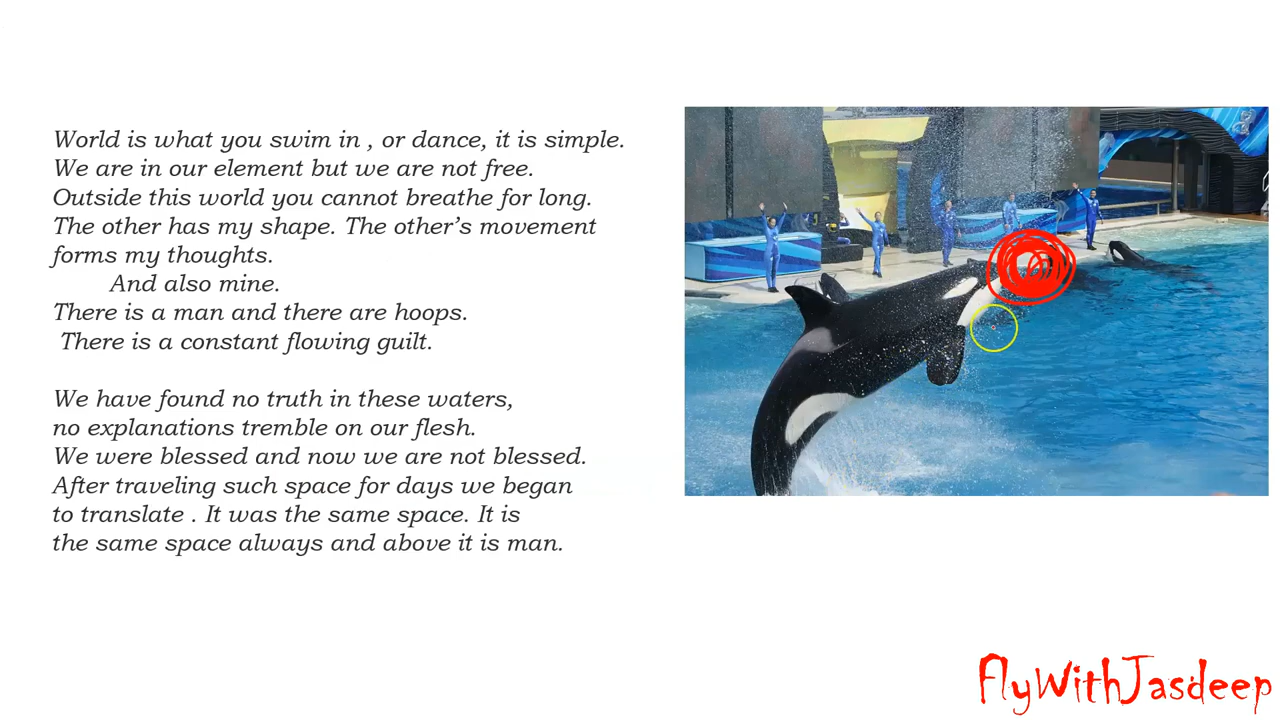 World is what you swim in , or dance, it is simple.
We are in our element but we are not free.
Outside this world you cannot breathe for long.
The other has my shape. The other's movement
forms my thoughts.
And also mine.
There is a man and there are hoops.
There is a constant flowing guilt.
We have found no truth in these waters,
no explanations tremble on our flesh.
We were blessed and now we are not blessed.
After traveling such space for days we began
to translate . It was the same space. It is
the same space always and above it is man.
FlyWithJasdeep